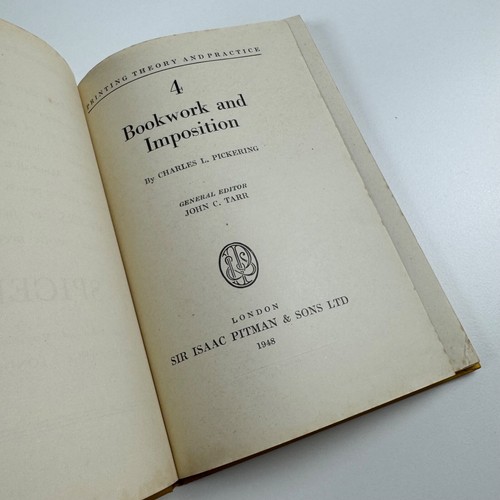 PRINTING THEORY AND PRACTICE
4
Bookwork and
Imposition
By CHARLES L. PICKERING
GENERAL EDITOR
JOHN C. TARR
LONDON
SIR ISAAC PITMAN & SONS LTD
1948